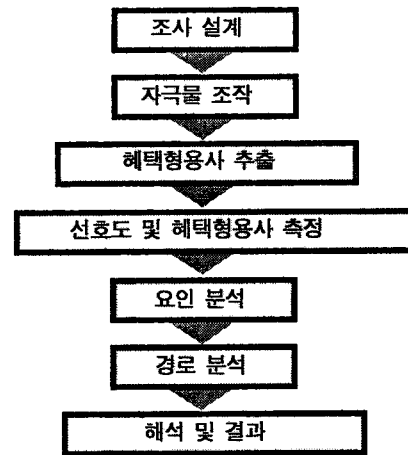 조사 설계
자극물 조작
혜택형용사 추출
선호도 및 혜택형용사 측정
요인 분석
경로 분석
해석 및 결과